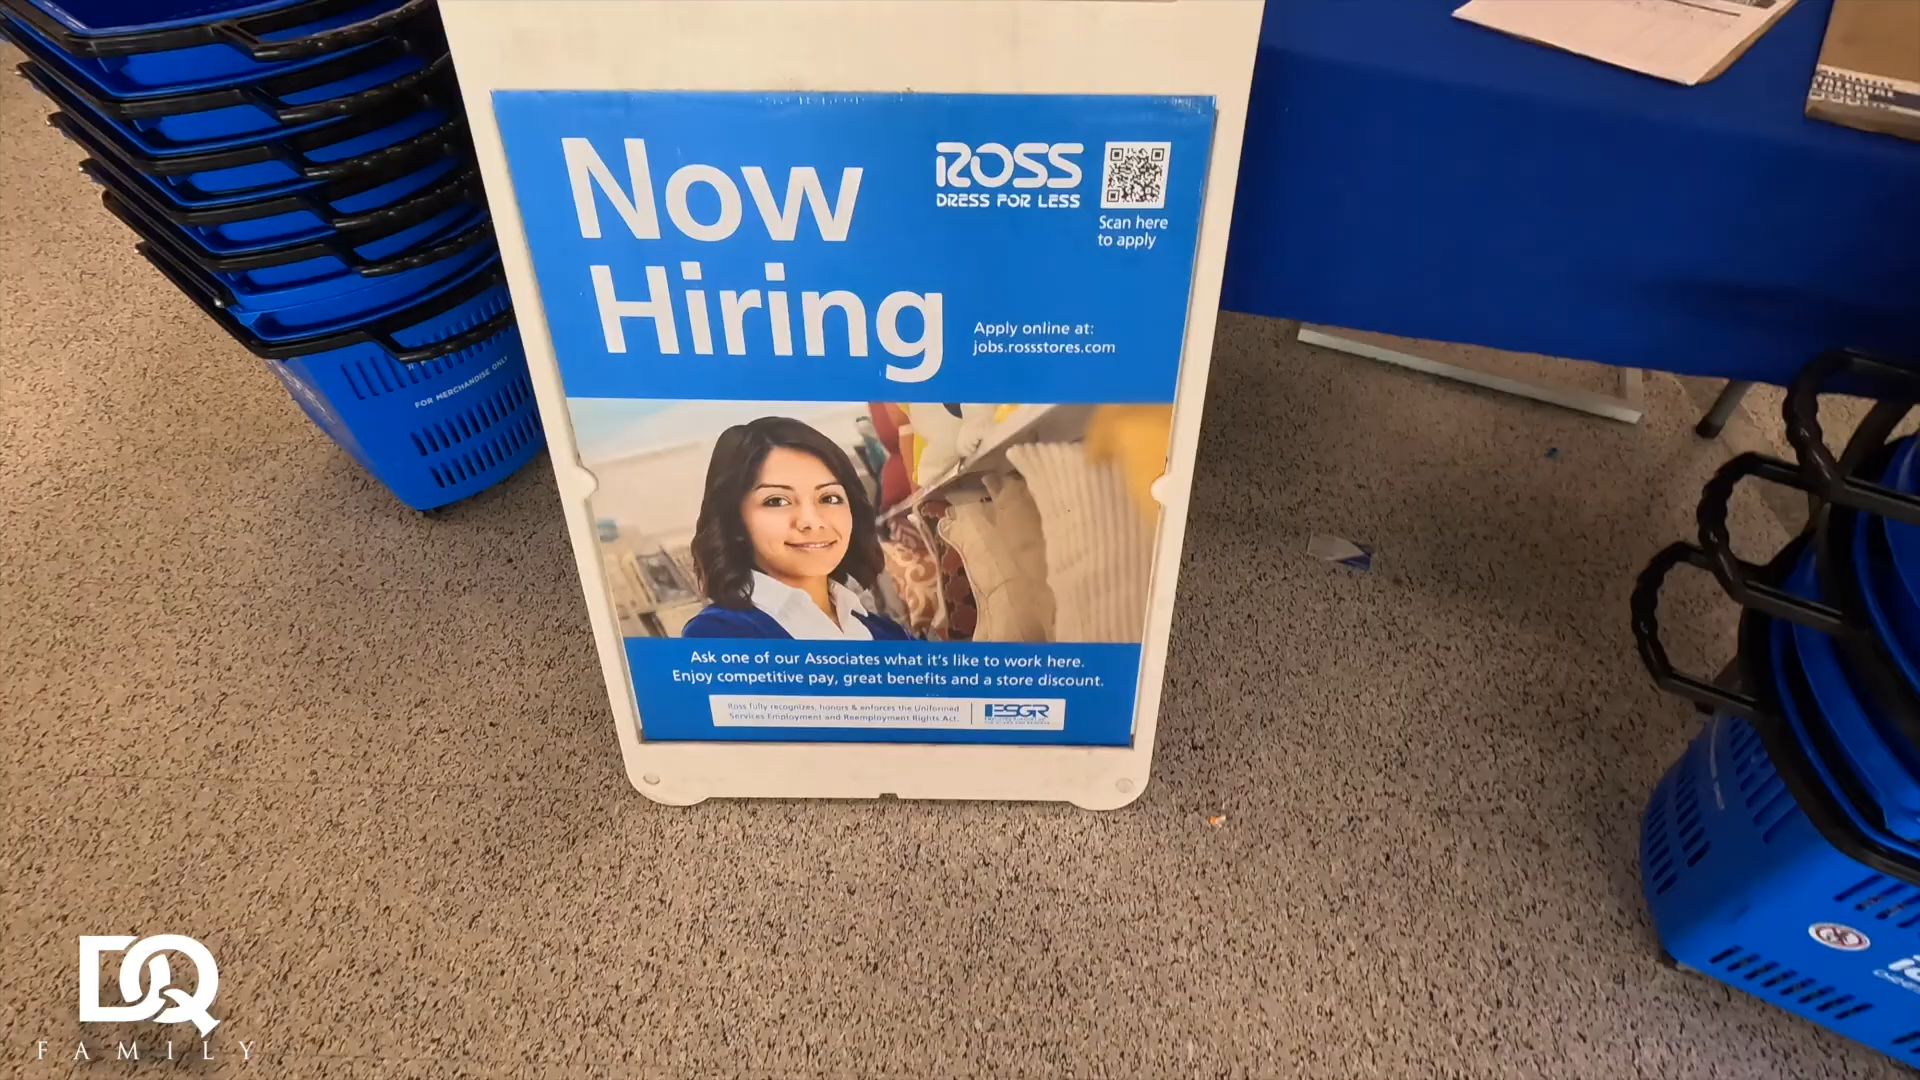 Now
Hiring
ROSS
DRESS FOR LESS
Scan here
to apply
Apply online at:
jobs.rossstores.com
Ask one of our Associates what it's like to work here.
Enjoy competitive pay, great benefits and a store discount.
Ross fully recognizes, honors & enforces the Uniformed
Services Employment and Reemployment Rights Act.
ESGR
FOR MERCHANDISE ONLY
DQ
FAMILY